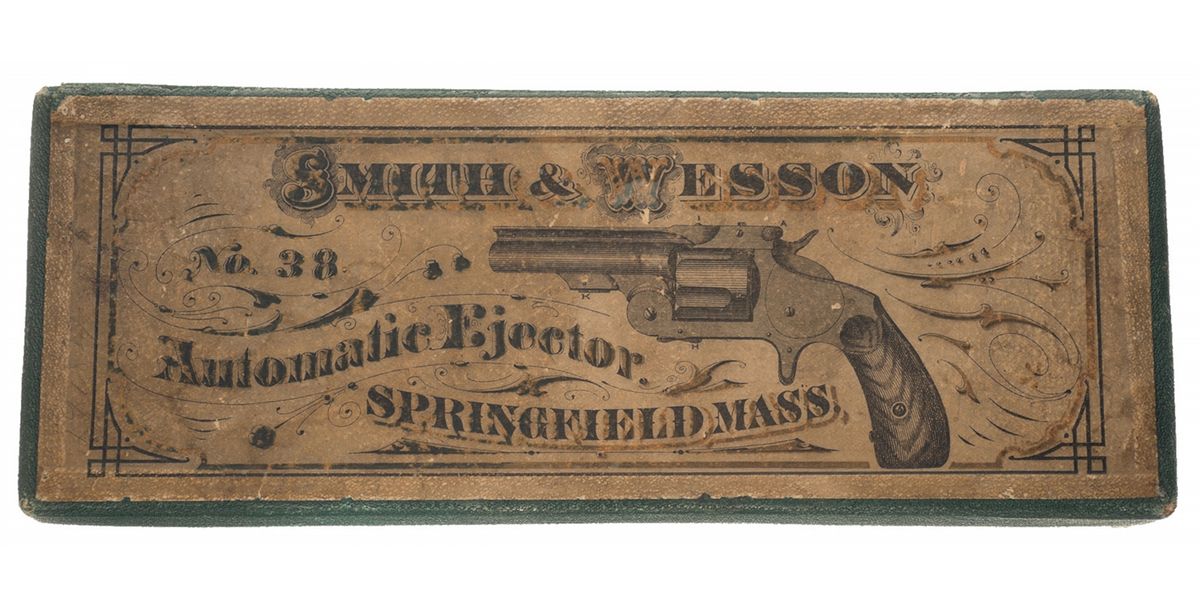 SMITH & WESSON
No. 38.
Automatic Ejector,
SPRINGFIELD, MASS.